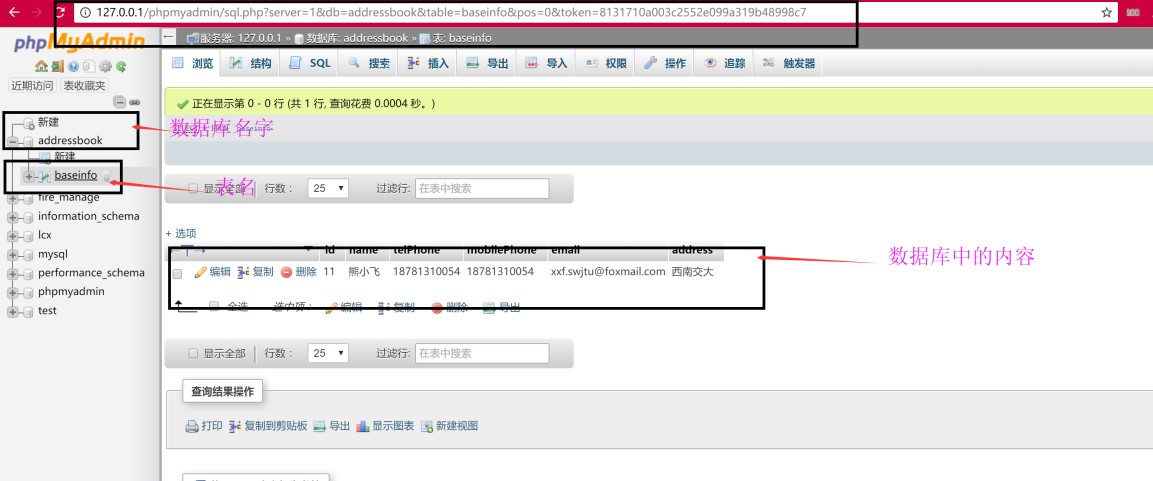 127.0.0.1/phpmyadmin/sql.php?server=1&db=addressbook&table=baseinfo&pos=0&token=8131710a003c2552e099a319b48998c7
phpMyAdmin
近期访问 表收藏夹
新建
addressbook
新建
baseinfo
fire_manage
information_schema
lcx
mysql
performance_schema
phpmyadmin
test
数据库名字
表名
服务器: 127.0.0.1 » 数据库: addressbook » 表: baseinfo
浏览 结构 SQL 搜索 插入 导出 导入 权限 操作 追踪 触发器
正在显示第 0 - 0 行 (共 1 行, 查询花费 0.0004 秒。)
显示全部 行数: 25 过滤行: 在表中搜索
+ 选项
id name telPhone mobilePhone email address
编辑 复制 删除 11 熊小飞 18781310054 18781310054 xxf.swjtu@foxmail.com 西南交大
数据库中的内容
全选 选中项: 编辑 复制 删除 导出
显示全部 行数: 25 过滤行: 在表中搜索
查询结果操作
打印 复制到剪贴板 导出 显示图表 新建视图